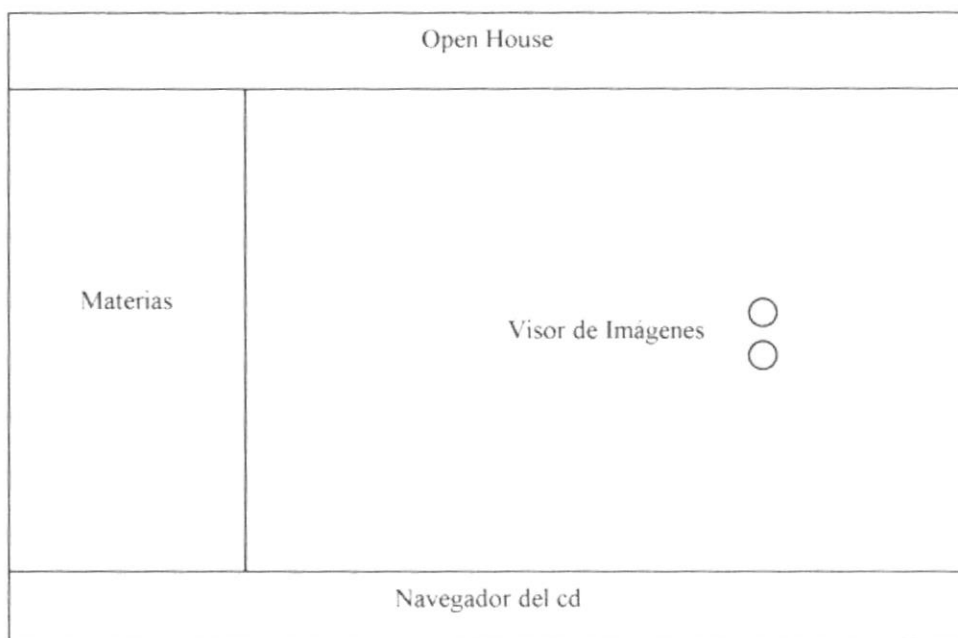 Open House
Materias
Visor de Imágenes
Navegador del cd